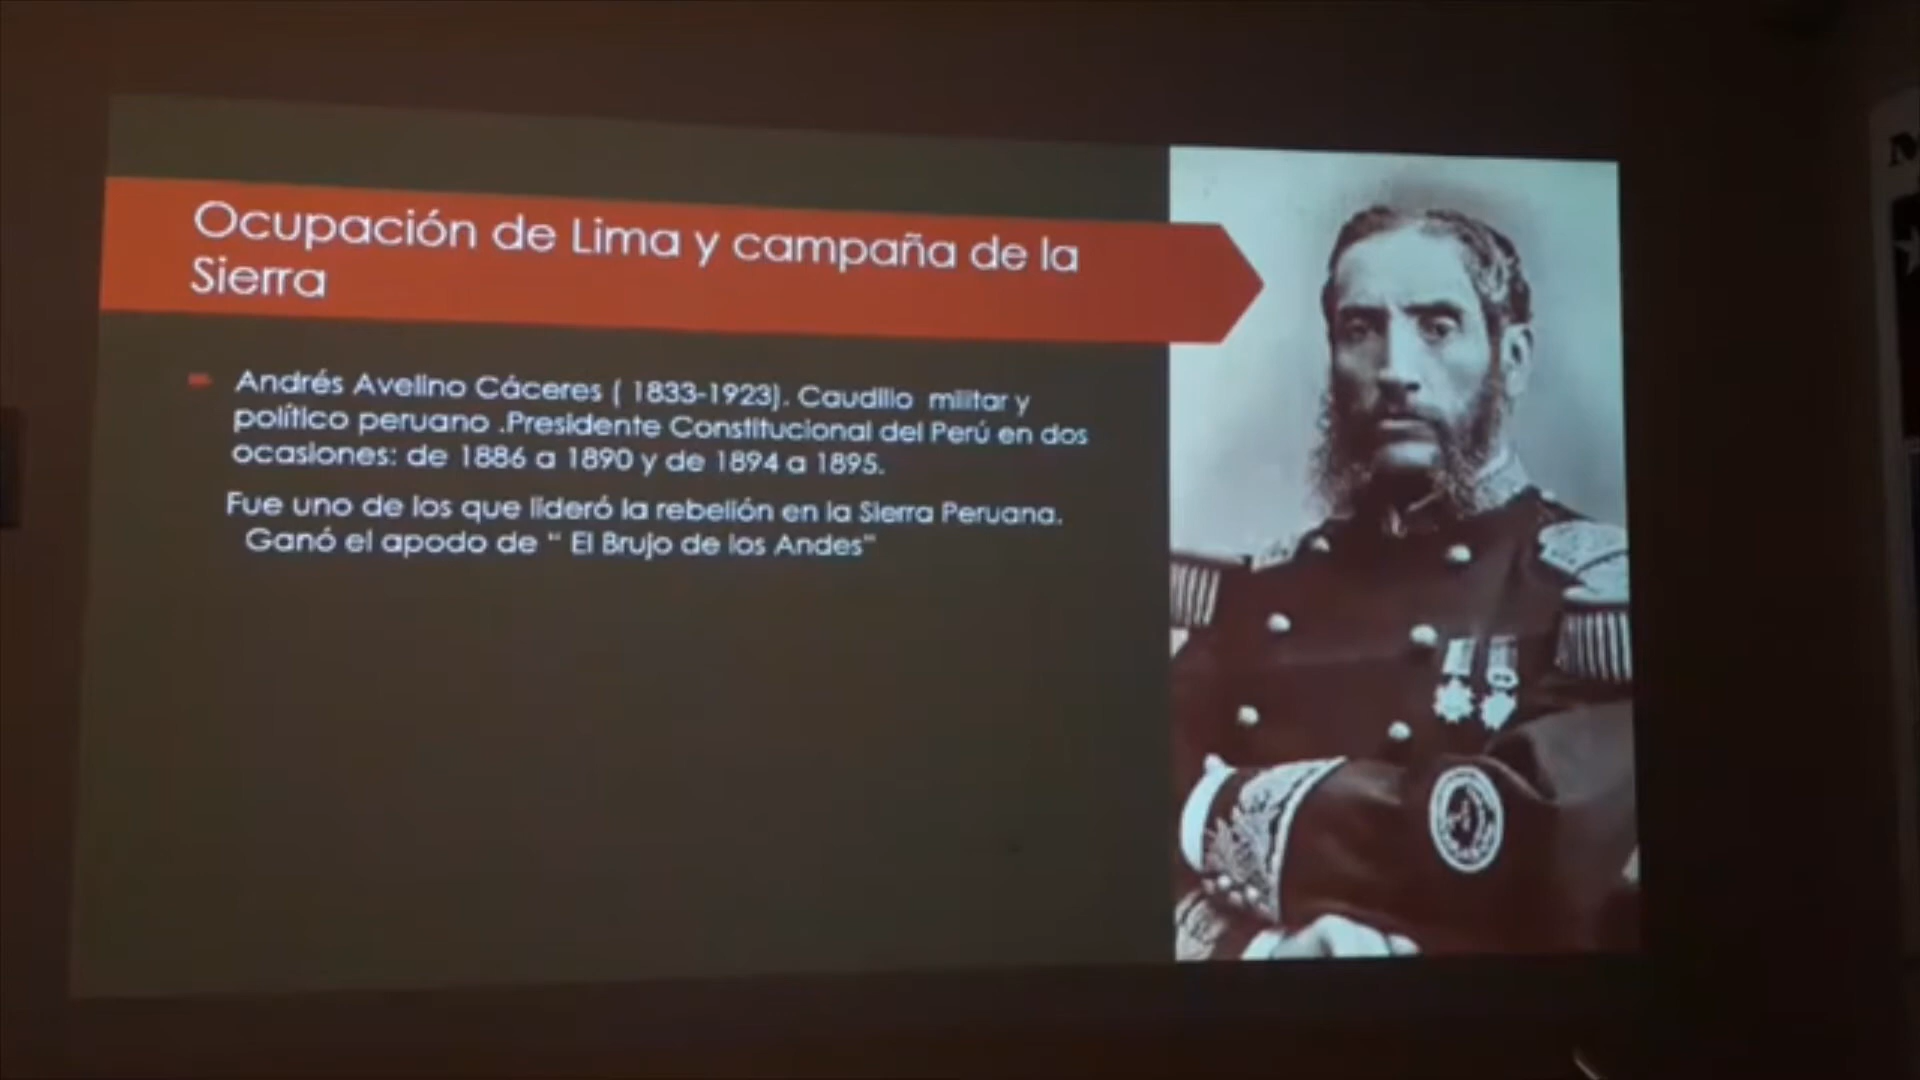 Ocupación de Lima y campaña de la
Sierra
Andrés Avelino Cáceres ( 1833-1923). Caudillo militar y
político peruano .Presidente Constitucional del Perú en dos
ocasiones: de 1886 a 1890 y de 1894 a 1895.
Fue uno de los que lideró la rebelión en la Sierra Peruana.
Ganó el apodo de “ El Brujo de los Andes”